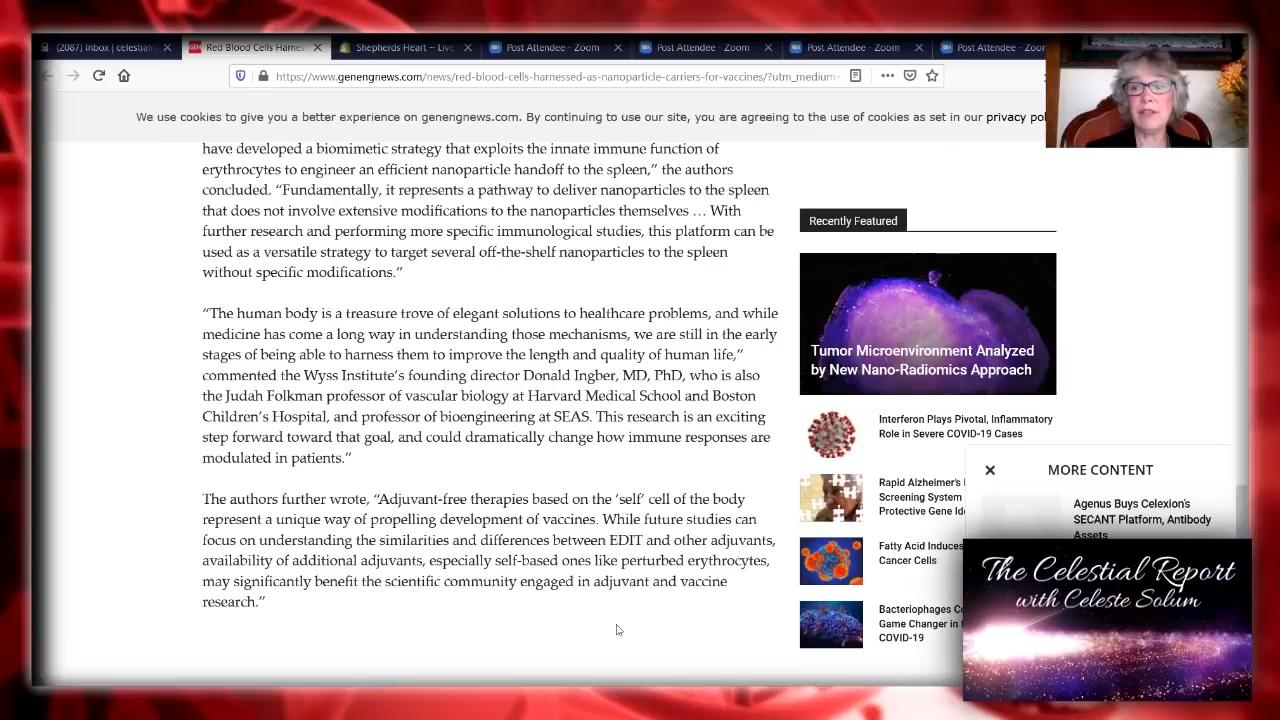 (2087) Inbox | celestial
Red Blood Cells Harnes
Shepherds Heart – Live
Post Attendee - Zoom
Post Attendee - Zoom
Post Attendee - Zoom
Post Attendee - Zoom
https://www.genengnews.com/news/red-blood-cells-harnessed-as-nanoparticle-carriers-for-vaccines/?utm_medium=
We use cookies to give you a better experience on genengnews.com. By continuing to use our site, you are agreeing to the use of cookies as set in our privacy pol
have developed a biomimetic strategy that exploits the innate immune function of
erythrocytes to engineer an efficient nanoparticle handoff to the spleen,” the authors
concluded. “Fundamentally, it represents a pathway to deliver nanoparticles to the spleen
that does not involve extensive modifications to the nanoparticles themselves … With
further research and performing more specific immunological studies, this platform can be
used as a versatile strategy to target several off-the-shelf nanoparticles to the spleen
without specific modifications.”
“The human body is a treasure trove of elegant solutions to healthcare problems, and while
medicine has come a long way in understanding those mechanisms, we are still in the early
stages of being able to harness them to improve the length and quality of human life,”
commented the Wyss Institute’s founding director Donald Ingber, MD, PhD, who is also
the Judah Folkman professor of vascular biology at Harvard Medical School and Boston
Children’s Hospital, and professor of bioengineering at SEAS. This research is an exciting
step forward toward that goal, and could dramatically change how immune responses are
modulated in patients.”
The authors further wrote, “Adjuvant-free therapies based on the ‘self’ cell of the body
represent a unique way of propelling development of vaccines. While future studies can
focus on understanding the similarities and differences between EDIT and other adjuvants,
availability of additional adjuvants, especially self-based ones like perturbed erythrocytes,
may significantly benefit the scientific community engaged in adjuvant and vaccine
research.”
Recently Featured
Tumor Microenvironment Analyzed
by New Nano-Radiomics Approach
Interferon Plays Pivotal, Inflammatory
Role in Severe COVID-19 Cases
Rapid Alzheimer's
Screening System
Protective Gene Ide
Fatty Acid Induces
Cancer Cells
Bacteriophages Co
Game Changer in
COVID-19
MORE CONTENT
Agenus Buys Celexion's
SECANT Platform, Antibody
Assets
The Celestial Report
with Celeste Solum